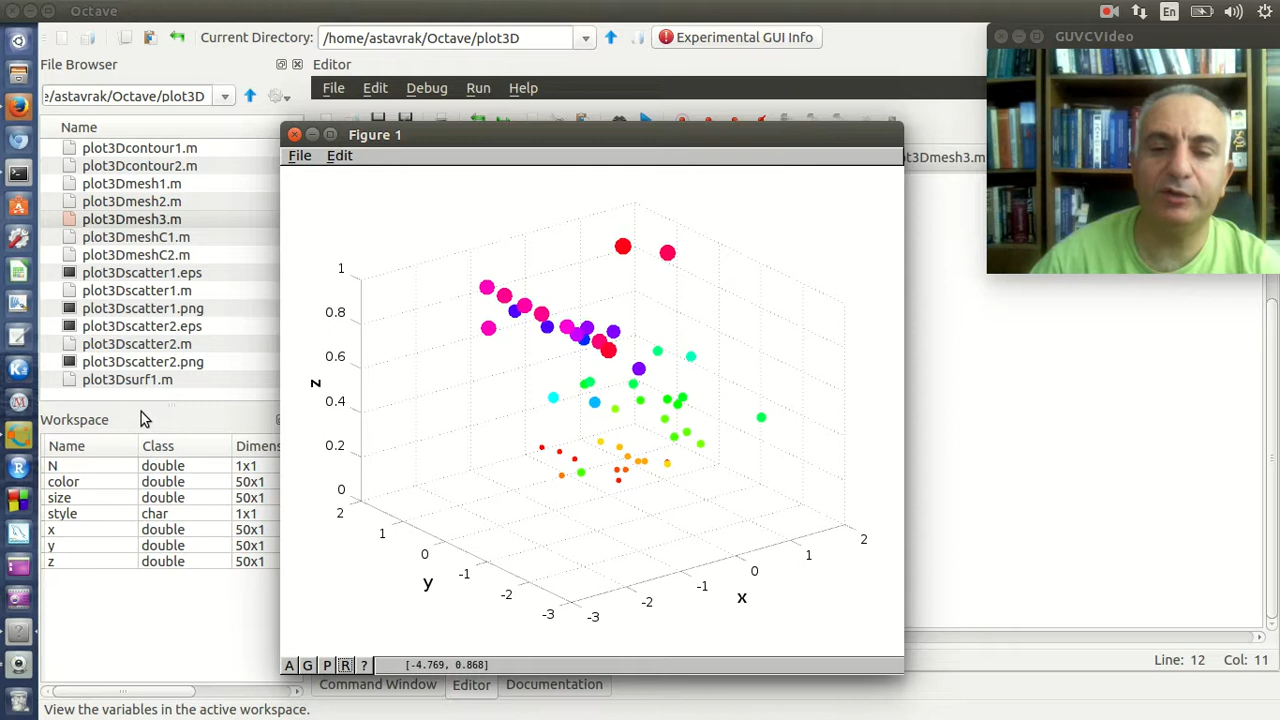 Octave
En
Current Directory:
/home/astavrak/Octave/plot3D
Experimental GUI Info
GUVCVIdeo
File Browser
Editor
:e/astavrak/Octave/plot3D
File Edit Debug Run Help
Name
plot3Dcontour1.m
plot3Dcontour2.m
plot3Dmesh1.m
plot3Dmesh2.m
plot3Dmesh3.m
plot3DmeshC1.m
plot3DmeshC2.m
plot3Dscatter1.eps
plot3Dscatter1.m
plot3Dscatter1.png
plot3Dscatter2.eps
plot3Dscatter2.m
plot3Dscatter2.png
plot3Dsurf1.m
ot3Dmesh3.m
Figure 1
File Edit
1
0.8
0.6
0.4
0.2
0
z
2
1
0
-1
-2
-3
y
-3
-2
-1
0
1
2
x
A G P R ? [-4.769, 0.868]
Workspace
Name Class Dimens
N double 1x1
color double 50x1
size double 50x1
style char 1x1
x double 50x1
y double 50x1
z double 50x1
SQL
Line: 12 Col: 11
Command Window Editor Documentation
View the variables in the active workspace.